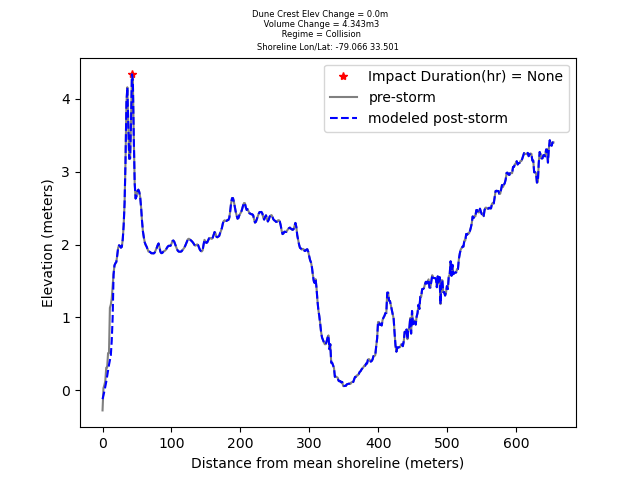 Dune Crest Elev Change = 0.0m
Volume Change = 4.343m3
Regime = Collision
Shoreline Lon/Lat: -79.066 33.501
Impact Duration(hr) = None
pre-storm
modeled post-storm
Elevation (meters)
4
3
2
1
0
0 100 200 300 400 500 600
Distance from mean shoreline (meters)